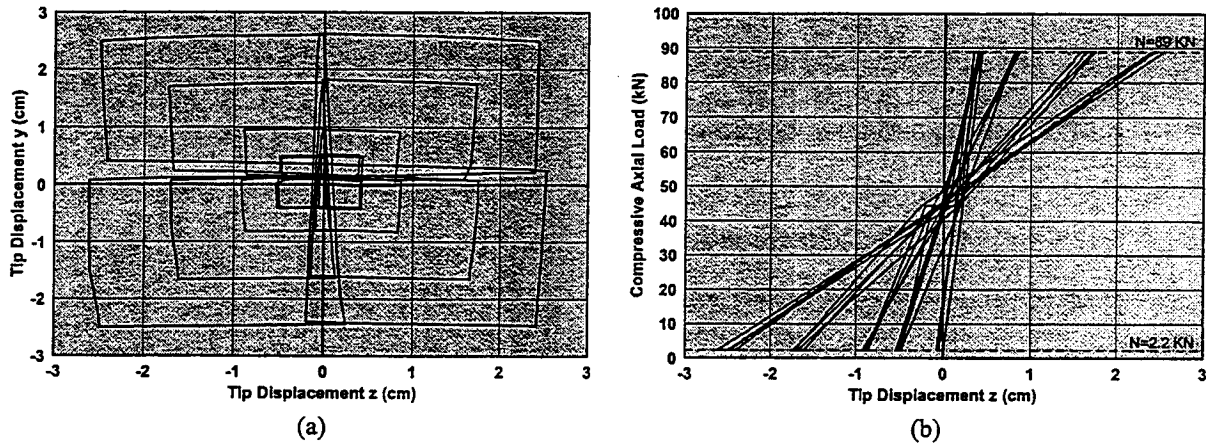 3
2
1
0
-1
-2
-3
Tip Displacement y (cm)
-3 -2 -1 0 1 2 3
Tip Displacement z (cm)
(a)
100
90
80
70
60
50
40
30
20
10
0
Compressive Axial Load (kN)
N=89 KN
N=2.2 KN
-3 -2 -1 0 1 2 3
Tip Displacement z (cm)
(b)